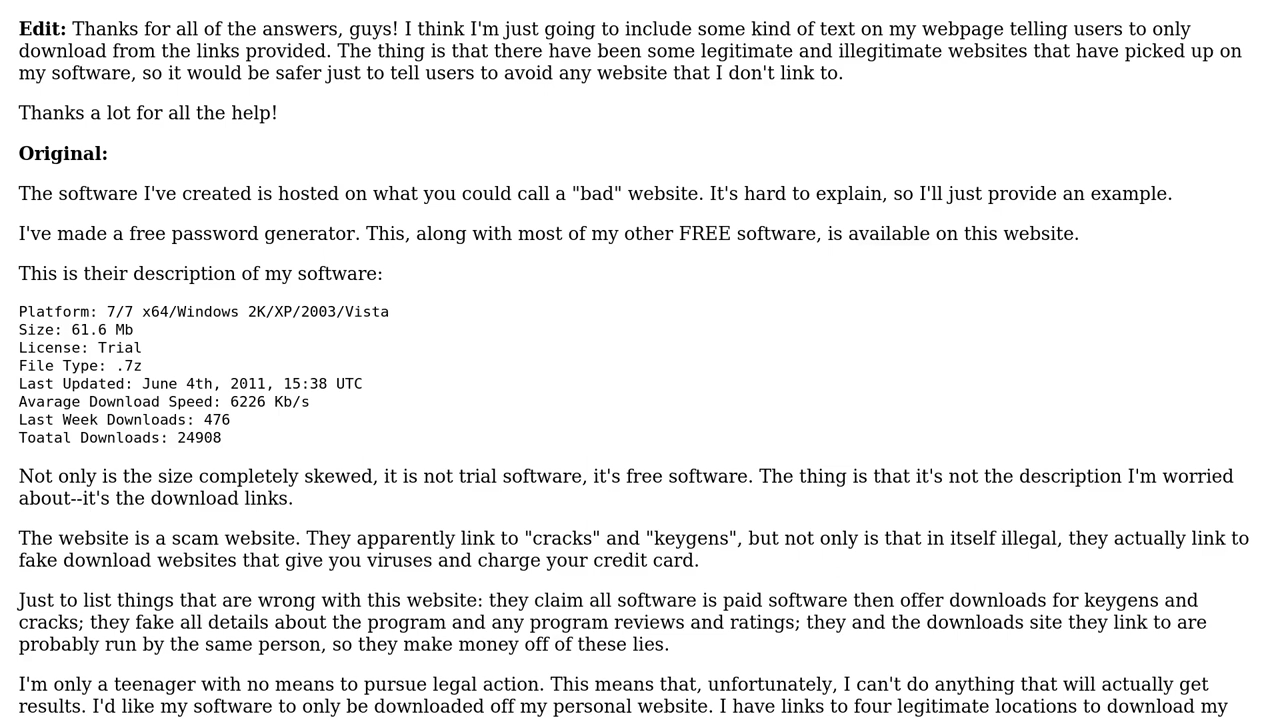 Edit: Thanks for all of the answers, guys! I think I'm just going to include some kind of text on my webpage telling users to only
download from the links provided. The thing is that there have been some legitimate and illegitimate websites that have picked up on
my software, so it would be safer just to tell users to avoid any website that I don't link to.
Thanks a lot for all the help!
Original:
The software I've created is hosted on what you could call a "bad" website. It's hard to explain, so I'll just provide an example.
I've made a free password generator. This, along with most of my other FREE software, is available on this website.
This is their description of my software:
Platform: 7/7 x64/Windows 2K/XP/2003/Vista
Size: 61.6 Mb
License: Trial
File Type: .7z
Last Updated: June 4th, 2011, 15:38 UTC
Avarage Download Speed: 6226 Kb/s
Last Week Downloads: 476
Toatal Downloads: 24908
Not only is the size completely skewed, it is not trial software, it's free software. The thing is that it's not the description I'm worried
about--it's the download links.
The website is a scam website. They apparently link to "cracks" and "keygens", but not only is that in itself illegal, they actually link to
fake download websites that give you viruses and charge your credit card.
Just to list things that are wrong with this website: they claim all software is paid software then offer downloads for keygens and
cracks; they fake all details about the program and any program reviews and ratings; they and the downloads site they link to are
probably run by the same person, so they make money off of these lies.
I'm only a teenager with no means to pursue legal action. This means that, unfortunately, I can't do anything that will actually get
results. I'd like my software to only be downloaded off my personal website. I have links to four legitimate locations to download my